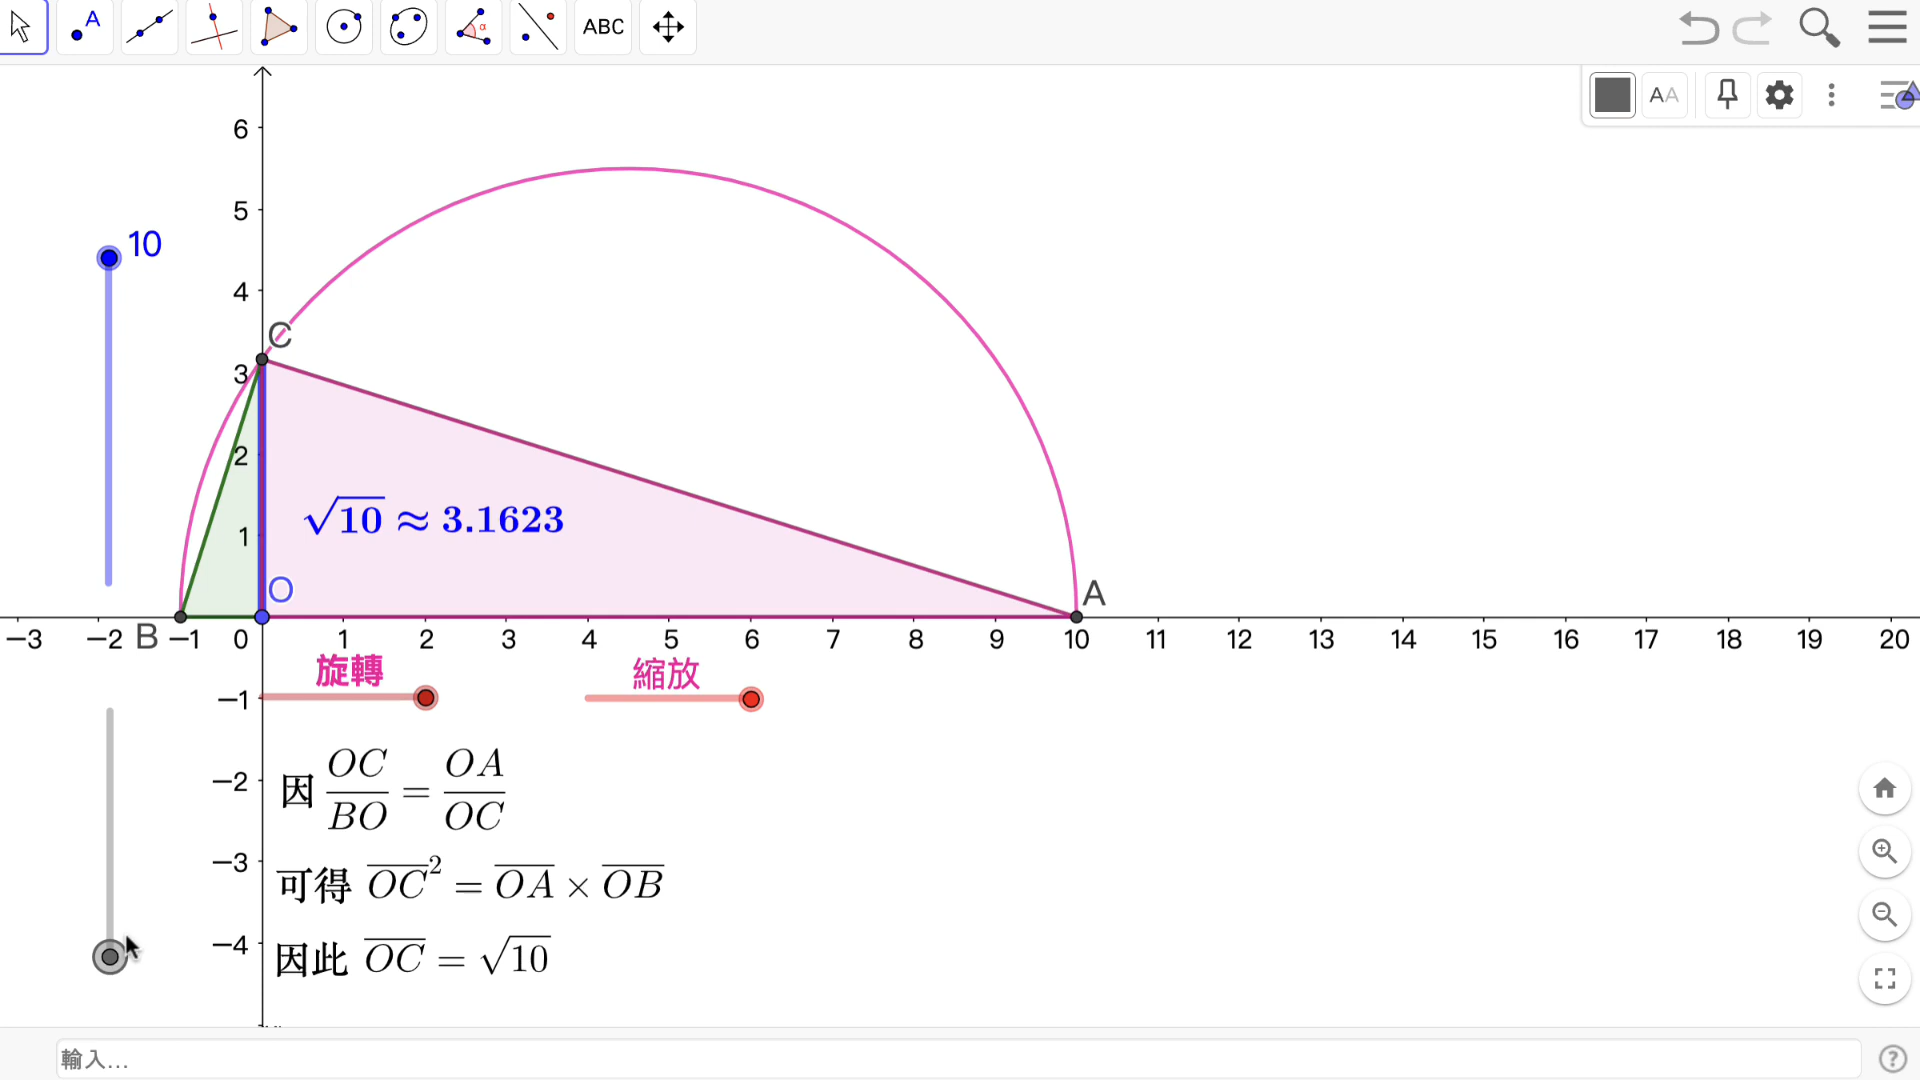 A
α
ABC
AA
6
5
10
4
C
3
2
√10 ≈ 3.1623
1
O
A
−3 −2 B −1 0 1 2 3 4 5 6 7 8 9 10 11 12 13 14 15 16 17 18 19 20
旋轉 縮放
−1
−2
因 OC/BO = OA/OC
−3
可得 OC² = OA × OB
−4
因此 OC = √10
輸入...
?